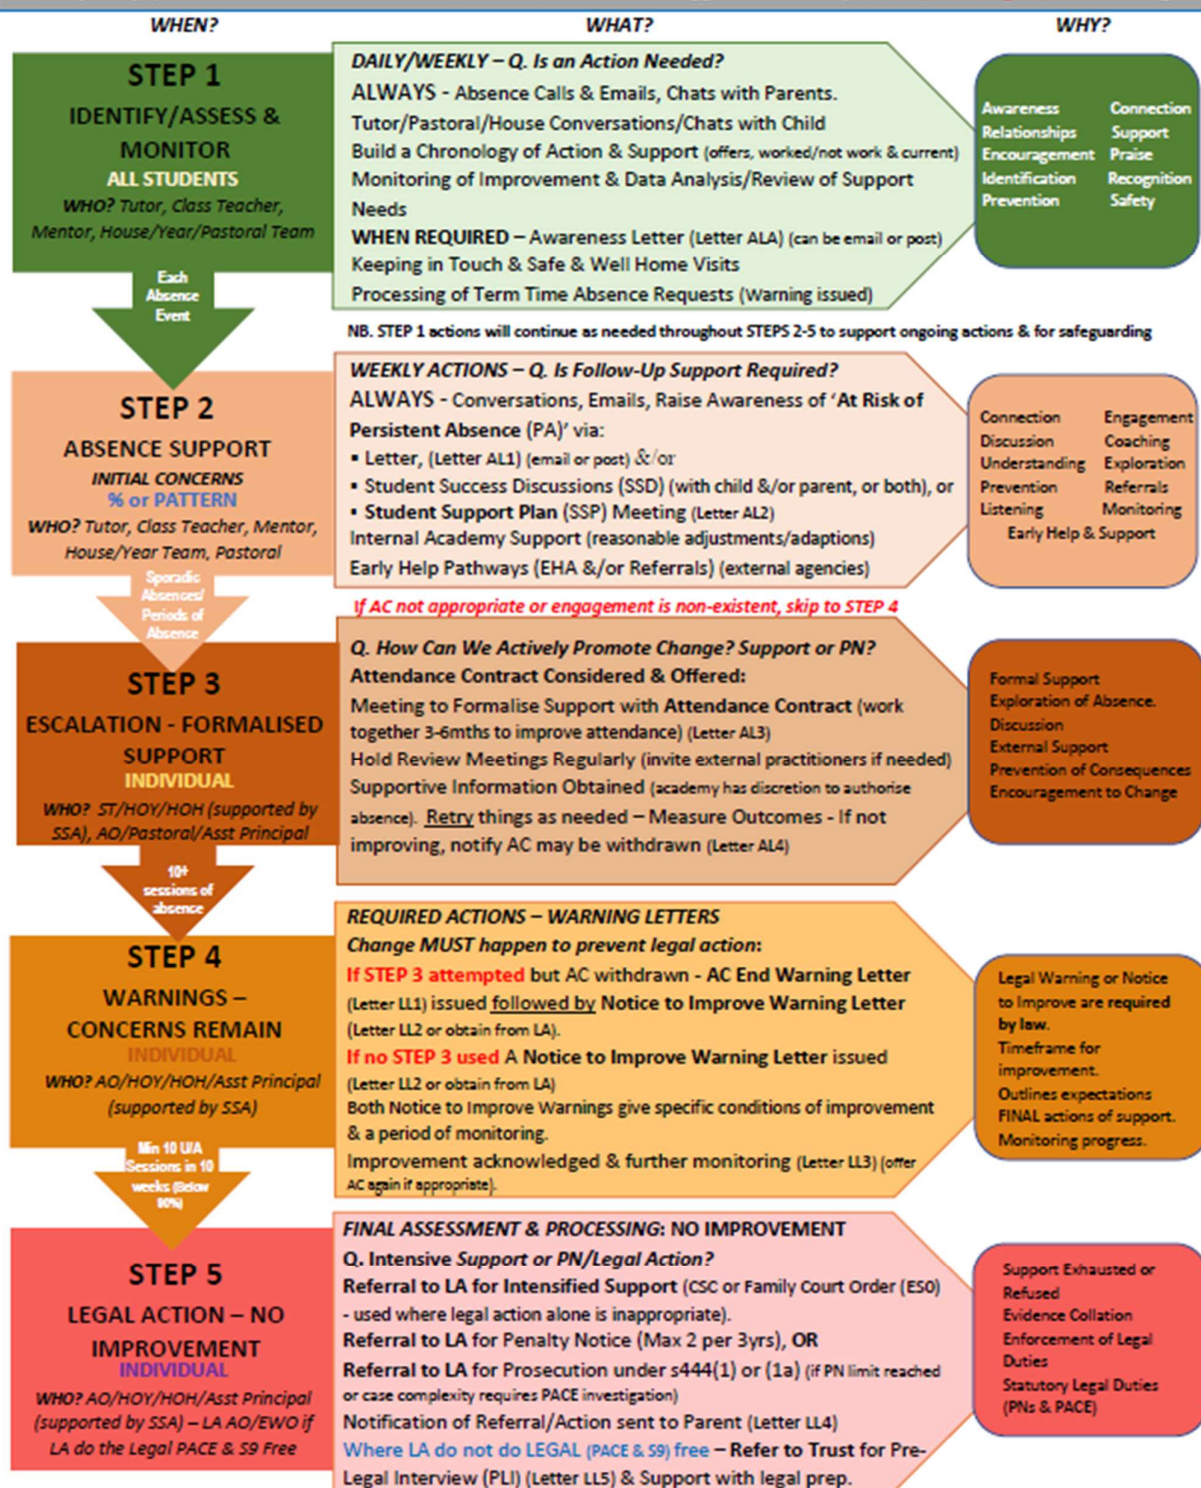 WHEN?
WHAT?
WHY?
STEP 1
IDENTIFY/ASSESS &
MONITOR
ALL STUDENTS
WHO? Tutor, Class Teacher,
Mentor, House/Year/Pastoral Team
Each
Absence
Event
DAILY/WEEKLY – Q. Is an Action Needed?
ALWAYS - Absence Calls & Emails, Chats with Parents.
Tutor/Pastoral/House Conversations/Chats with Child
Build a Chronology of Action & Support (offers, worked/not work & current)
Monitoring of Improvement & Data Analysis/Review of Support
Needs
WHEN REQUIRED – Awareness Letter (Letter ALA) (can be email or post)
Keeping in Touch & Safe & Well Home Visits
Processing of Term Time Absence Requests (Warning issued)
Awareness Connection
Relationships Support
Encouragement Praise
Identification Recognition
Prevention Safety
NB. STEP 1 actions will continue as needed throughout STEPS 2-5 to support ongoing actions & for safeguarding
STEP 2
ABSENCE SUPPORT
INITIAL CONCERNS
% or PATTERN
WHO? Tutor, Class Teacher, Mentor,
House/Year Team, Pastoral
Sporadic
Absences/
Periods of
Absence
WEEKLY ACTIONS – Q. Is Follow-Up Support Required?
ALWAYS - Conversations, Emails, Raise Awareness of ‘At Risk of
Persistent Absence (PA)’ via:
▪ Letter, (Letter AL1) (email or post) &/or
▪ Student Success Discussions (SSD) (with child &/or parent, or both), or
▪ Student Support Plan (SSP) Meeting (Letter AL2)
Internal Academy Support (reasonable adjustments/adaptions)
Early Help Pathways (EHA &/or Referrals) (external agencies)
Connection Engagement
Discussion Coaching
Understanding Exploration
Prevention Referrals
Listening Monitoring
Early Help & Support
If AC not appropriate or engagement is non-existent, skip to STEP 4
STEP 3
ESCALATION - FORMALISED
SUPPORT
INDIVIDUAL
WHO? ST/HOY/HOH (supported by
SSA), AO/Pastoral/Asst Principal
10+
sessions of
absence
Q. How Can We Actively Promote Change? Support or PN?
Attendance Contract Considered & Offered:
Meeting to Formalise Support with Attendance Contract (work
together 3-6mths to improve attendance) (Letter AL3)
Hold Review Meetings Regularly (invite external practitioners if needed)
Supportive Information Obtained (academy has discretion to authorise
absence). Retry things as needed – Measure Outcomes - If not
improving, notify AC may be withdrawn (Letter AL4)
Formal Support
Exploration of Absence.
Discussion
External Support
Prevention of Consequences
Encouragement to Change
STEP 4
WARNINGS –
CONCERNS REMAIN
INDIVIDUAL
WHO? AO/HOY/HOH/Asst Principal
(supported by SSA)
Min 10 U/A
Sessions in 10
weeks (Below
90%)
REQUIRED ACTIONS – WARNING LETTERS
Change MUST happen to prevent legal action:
If STEP 3 attempted but AC withdrawn - AC End Warning Letter
(Letter LL1) issued followed by Notice to Improve Warning Letter
(Letter LL2 or obtain from LA).
If no STEP 3 used A Notice to Improve Warning Letter issued
(Letter LL2 or obtain from LA)
Both Notice to Improve Warnings give specific conditions of improvement
& a period of monitoring.
Improvement acknowledged & further monitoring (Letter LL3) (offer
AC again if appropriate).
Legal Warning or Notice
to Improve are required
by law.
Timeframe for
improvement.
Outlines expectations
FINAL actions of support.
Monitoring progress.
STEP 5
LEGAL ACTION – NO
IMPROVEMENT
INDIVIDUAL
WHO? AO/HOY/HOH/Asst Principal
(supported by SSA) – LA AO/EWO if
LA do the Legal PACE & S9 Free
FINAL ASSESSMENT & PROCESSING: NO IMPROVEMENT
Q. Intensive Support or PN/Legal Action?
Referral to LA for Intensified Support (CSC or Family Court Order (ESO)
- used where legal action alone is inappropriate).
Referral to LA for Penalty Notice (Max 2 per 3yrs), OR
Referral to LA for Prosecution under s444(1) or (1a) (if PN limit reached
or case complexity requires PACE investigation)
Notification of Referral/Action sent to Parent (Letter LL4)
Where LA do not do LEGAL (PACE & S9) free – Refer to Trust for Pre-
Legal Interview (PLI) (Letter LL5) & Support with legal prep.
Support Exhausted or
Refused
Evidence Collation
Enforcement of Legal
Duties
Statutory Legal Duties
(PNs & PACE)